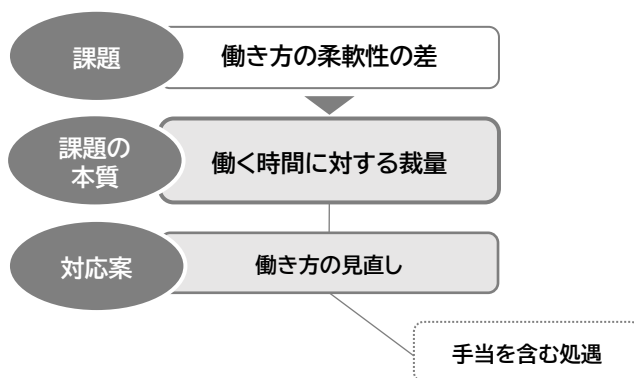 課題
働き方の柔軟性の差
課題の
本質
働く時間に対する裁量
対応案
働き方の見直し
手当を含む処遇